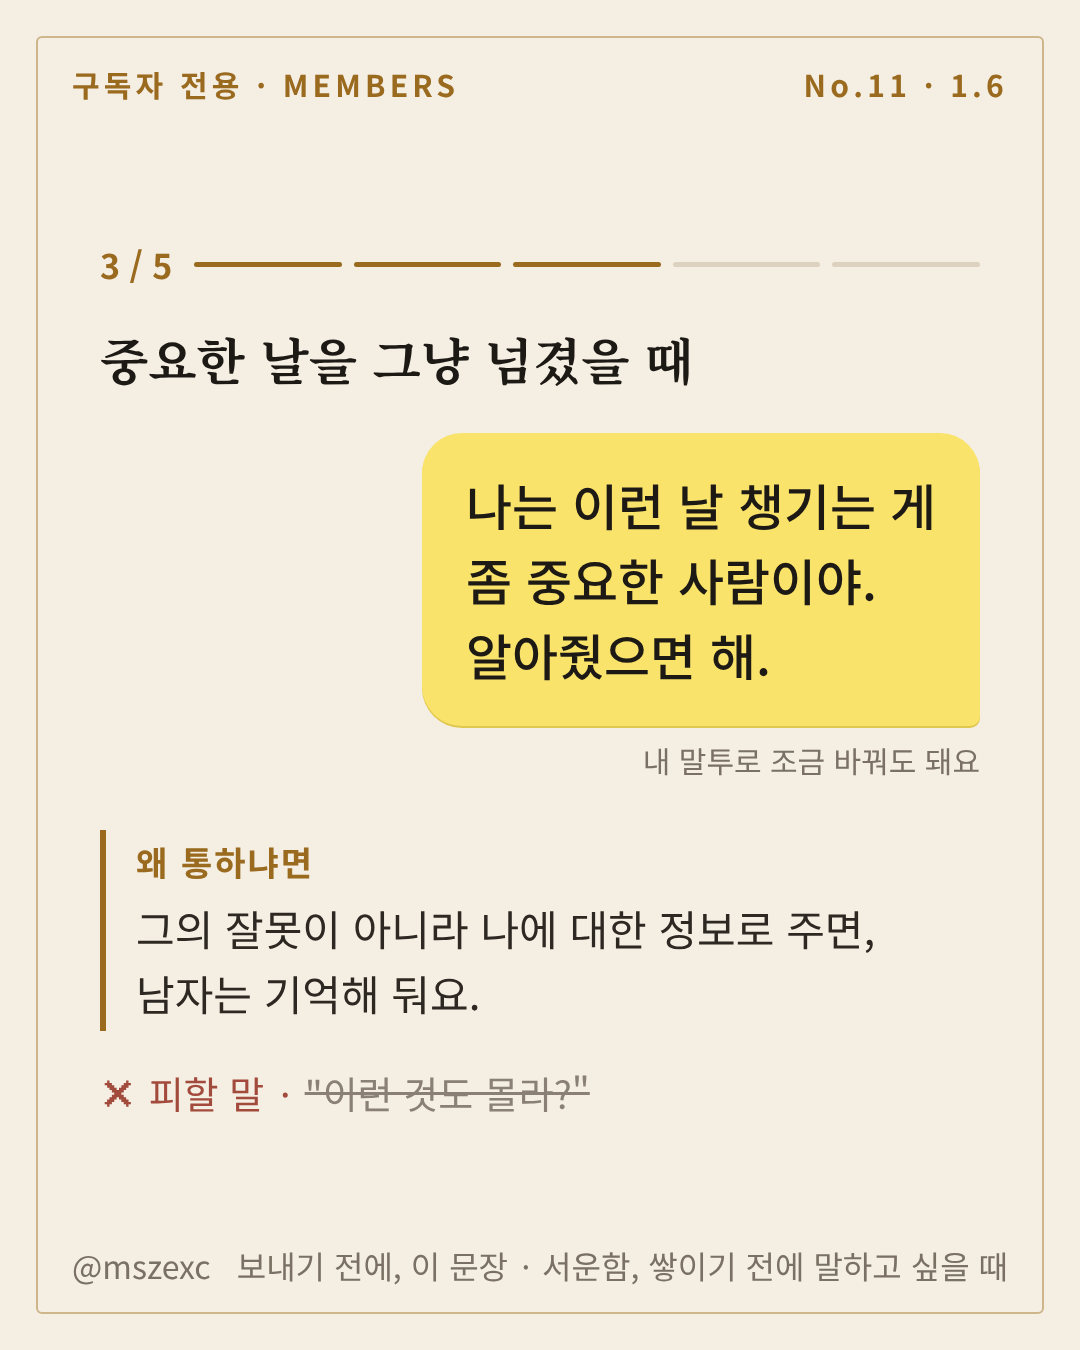 구독자 전용 · MEMBERS
No.11 · 1.6
3 / 5
중요한 날을 그냥 넘겼을 때
나는 이런 날 챙기는 게
좀 중요한 사람이야.
알아줬으면 해.
내 말투로 조금 바꿔도 돼요
왜 통하냐면
그의 잘못이 아니라 나에 대한 정보로 주면,
남자는 기억해 둬요.
✕ 피할 말 · "이런 것도 몰라?"
@mszexc 보내기 전에, 이 문장 · 서운함, 쌓이기 전에 말하고 싶을 때